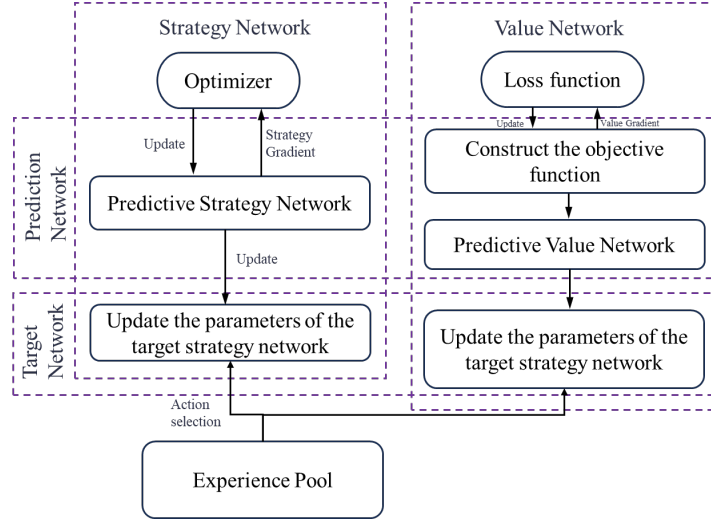 Strategy Network
Value Network
Optimizer
Loss function
Update
Strategy
Gradient
Update
Value Gradient
Prediction
Network
Predictive Strategy Network
Construct the objective
function
Predictive Value Network
Update
Target
Network
Update the parameters of the
target strategy network
Update the parameters of the
target strategy network
Action
selection
Experience Pool